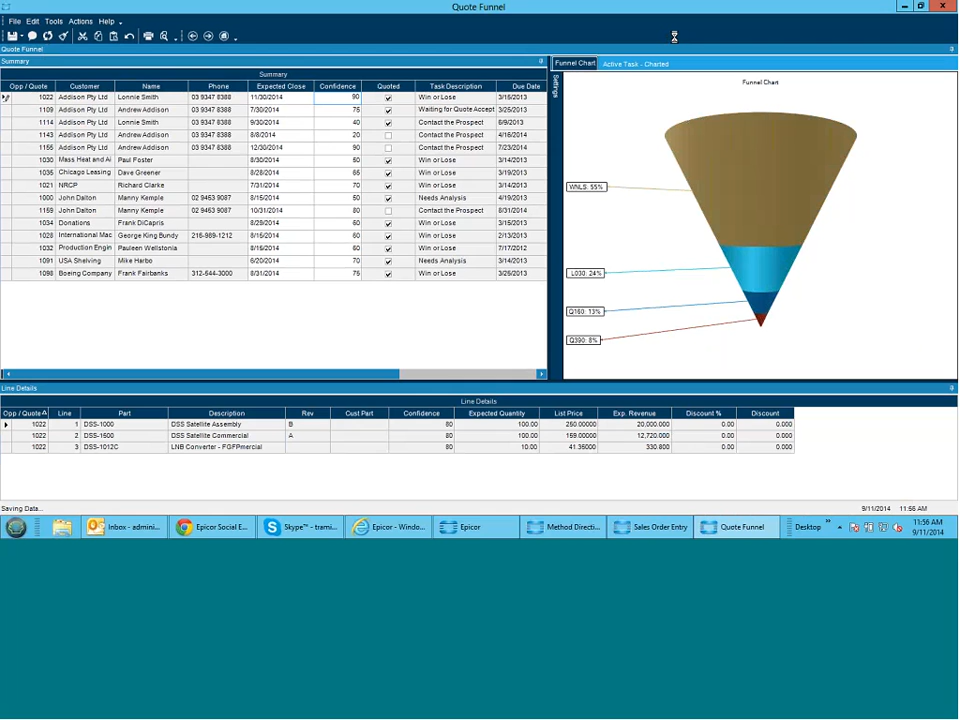 Quote Funnel
File Edit Tools Actions Help
Quote Funnel
Summary
Summary
Opp / Quote Customer Name Phone Expected Close Confidence Quoted Task Description Due Date
1022 Addison Pty Ltd Lonnie Smith 03 9347 8388 11/30/2014 90 Win or Lose 3/15/2013
1109 Addison Pty Ltd Andrew Addison 03 9347 8388 7/30/2014 75 Waiting for Quote Accept 3/25/2013
1114 Addison Pty Ltd Lonnie Smith 03 9347 8388 9/30/2014 40 Contact the Prospect 6/9/2013
1143 Addison Pty Ltd Andrew Addison 03 9347 8388 8/8/2014 20 Contact the Prospect 4/16/2014
1155 Addison Pty Ltd Andrew Addison 03 9347 8388 12/30/2014 90 Contact the Prospect 7/23/2014
1030 Mass Heat and Ai Paul Foster 8/30/2014 50 Win or Lose 3/14/2013
1035 Chicago Leasing Dave Parameter 8/28/2014 65 Win or Lose 3/19/2013
1021 NRCP Richard Clarke 7/31/2014 70 Win or Lose 3/14/2013
1000 John Dalton Manny Kemple 02 9453 9087 8/15/2014 50 Needs Analysis 4/19/2013
1159 John Dalton Manny Kemple 02 9453 9087 10/31/2014 80 Contact the Prospect 8/31/2014
1034 Donations Frank DiCapris 8/29/2014 60 Win or Lose 3/15/2013
1028 International Mac George King Bundy 216-989-1212 8/15/2014 50 Win or Lose 2/13/2013
1032 Production Engin Pauleen Wellstonia 8/16/2014 60 Win or Lose 7/17/2012
1091 USA Shelving Mike Harbo 6/20/2014 70 Needs Analysis 3/14/2013
1098 Boeing Company Frank Fairbanks 312-644-3000 8/31/2014 75 Win or Lose 3/26/2013
Funnel Chart Active Task - Charted
Settings
Funnel Chart
WNLS: 55%
L030: 24%
Q160: 13%
Q390: 8%
Line Details
Line Details
Opp / Quote Line Part Description Rev Cust Part Confidence Expected Quantity List Price Exp. Revenue Discount % Discount
1022 1 DSS-1000 DSS Satellite Assembly B 80 100.00 250.00000 20,000.000 0.00 0.000
1022 2 DSS-1500 DSS Satellite Commercial A 80 100.00 159.00000 12,720.000 0.00 0.000
1022 3 DSS-1012C LNB Converter - FGFPmercial 80 10.00 41.35000 330.800 0.00 0.000
Saving Data...
9/11/2014 11:56 AM
Inbox - admini... Epicor Social E... Skype™ - trami... Epicor - Windo... Epicor Method Directi... Sales Order Entry Quote Funnel Desktop » 11:56 AM
9/11/2014